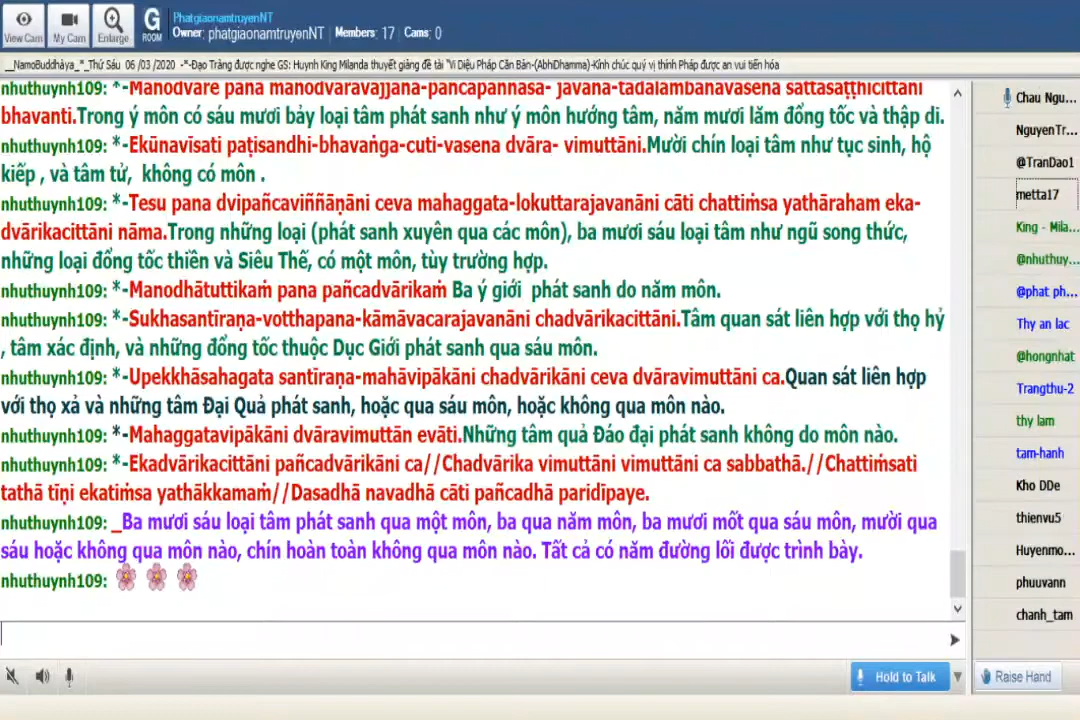 View Cam
My Cam
Enlarge
G
ROOM
PhatgiaonamtruyenNT
Owner: phatgiaonamtruyenNT | Members: 17 | Cams: 0
__NamoBuddhàya_*_Thứ Sáu 06 /03 /2020 -*-Đạo Tràng được nghe GS: Huynh King Milanda thuyết giảng đề tài "Vi Diệu Pháp Căn Bản-(AbhiDhamma)-Kính chúc quý vị thính Pháp được an vui tiến hóa
nhuthuynh109: *-Manodvāre pana manodvārāvajjana-pañcapaññāsa- javana-tadālambanavasena sattasaṭṭhicittāni
bhavanti.Trong ý môn có sáu mươi bảy loại tâm phát sanh như ý môn hướng tâm, năm mươi lăm đổng tốc và thập di.
nhuthuynh109: *-Ekūnavīsati paṭisandhi-bhavaṅga-cuti-vasena dvāra- vimuttāni.Mười chín loại tâm như tục sinh, hộ
kiếp , và tâm tử, không có môn .
nhuthuynh109: *-Tesu pana dvipañcaviññāṇāni ceva mahaggata-lokuttarajavanāni cāti chattiṁsa yathāraham eka-
dvārikacittāni nāma.Trong những loại (phát sanh xuyên qua các môn), ba mươi sáu loại tâm như ngũ song thức,
những loại đổng tốc thiền và Siêu Thế, có một môn, tùy trường hợp.
nhuthuynh109: *-Manodhātuttikaṁ pana pañcadvārikaṁ Ba ý giới phát sanh do năm môn.
nhuthuynh109: *-Sukhasantīraṇa-votthapana-kāmāvacarajavanāni chadvārikacittāni.Tâm quan sát liên hợp với thọ hỷ
, tâm xác định, và những đổng tốc thuộc Dục Giới phát sanh qua sáu môn.
nhuthuynh109: *-Upekkhāsahagata santīraṇa-mahāvipākāni chadvārikāni ceva dvāravimuttāni ca.Quan sát liên hợp
với thọ xả và những tâm Đại Quả phát sanh, hoặc qua sáu môn, hoặc không qua môn nào.
nhuthuynh109: *-Mahaggatavipākāni dvāravimuttān evāti.Những tâm quả Đáo đại phát sanh không do môn nào.
nhuthuynh109: *-Ekadvārikacittāni pañcadvārikāni ca//Chadvārika vimuttāni vimuttāni ca sabbathā.//Chattiṁsati
tathā tīṇi ekatiṁsa yathākkamaṁ//Dasadhā navadhā cāti pañcadhā paridīpaye.
nhuthuynh109: _Ba mươi sáu loại tâm phát sanh qua một môn, ba qua năm môn, ba mươi mốt qua sáu môn, mười qua
sáu hoặc không qua môn nào, chín hoàn toàn không qua môn nào. Tất cả có năm đường lối được trình bày.
nhuthuynh109:
Hold to Talk
Chau Ngu...
NguyenTr...
@TranDao1
metta17
King - Mila...
@nhuthuy...
@phat ph...
Thy an lac
@hongnhat
Trangthu-2
thy lam
tam-hanh
Kho DDe
thienvu5
Huyenmo...
phuuvann
chanh_tam
Raise Hand